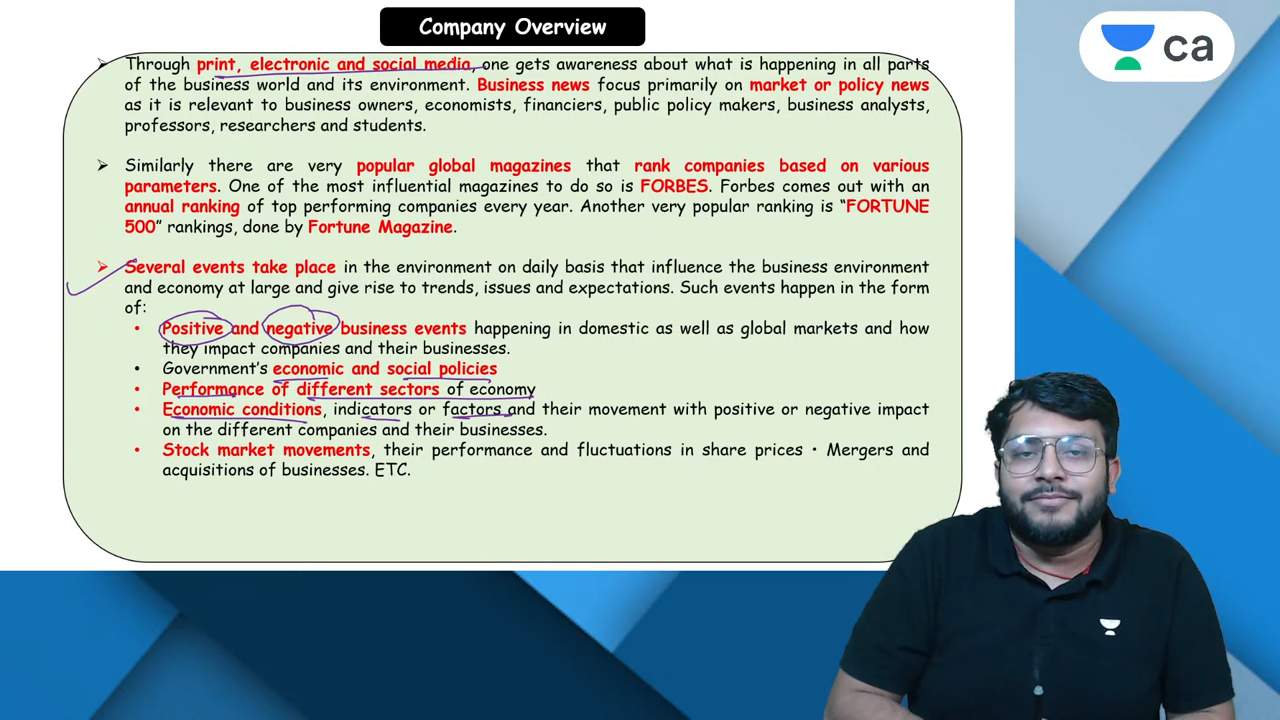 Company Overview
ca
➢ Through print, electronic and social media, one gets awareness about what is happening in all parts
of the business world and its environment. Business news focus primarily on market or policy news
as it is relevant to business owners, economists, financiers, public policy makers, business analysts,
professors, researchers and students.
➢ Similarly there are very popular global magazines that rank companies based on various
parameters. One of the most influential magazines to do so is FORBES. Forbes comes out with an
annual ranking of top performing companies every year. Another very popular ranking is “FORTUNE
500” rankings, done by Fortune Magazine.
➢ Several events take place in the environment on daily basis that influence the business environment
and economy at large and give rise to trends, issues and expectations. Such events happen in the form
of:
• Positive and negative business events happening in domestic as well as global markets and how
they impact companies and their businesses.
• Government’s economic and social policies
• Performance of different sectors of economy
• Economic conditions, indicators or factors and their movement with positive or negative impact
on the different companies and their businesses.
• Stock market movements, their performance and fluctuations in share prices • Mergers and
acquisitions of businesses. ETC.